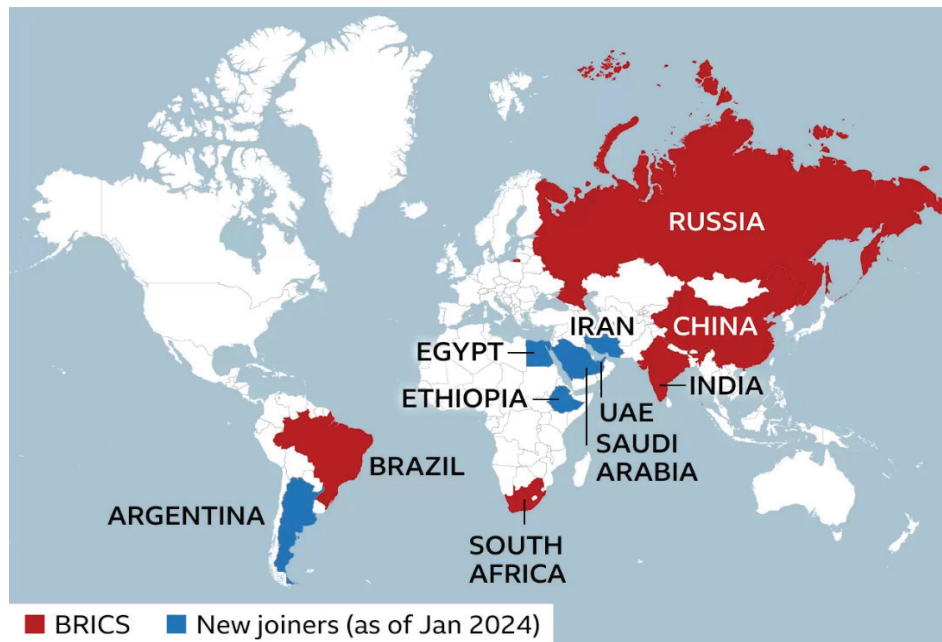 RUSSIA
IRAN
CHINA
EGYPT
INDIA
ETHIOPIA
UAE
SAUDI
ARABIA
BRAZIL
ARGENTINA
SOUTH
AFRICA
BRICS
New joiners (as of Jan 2024)